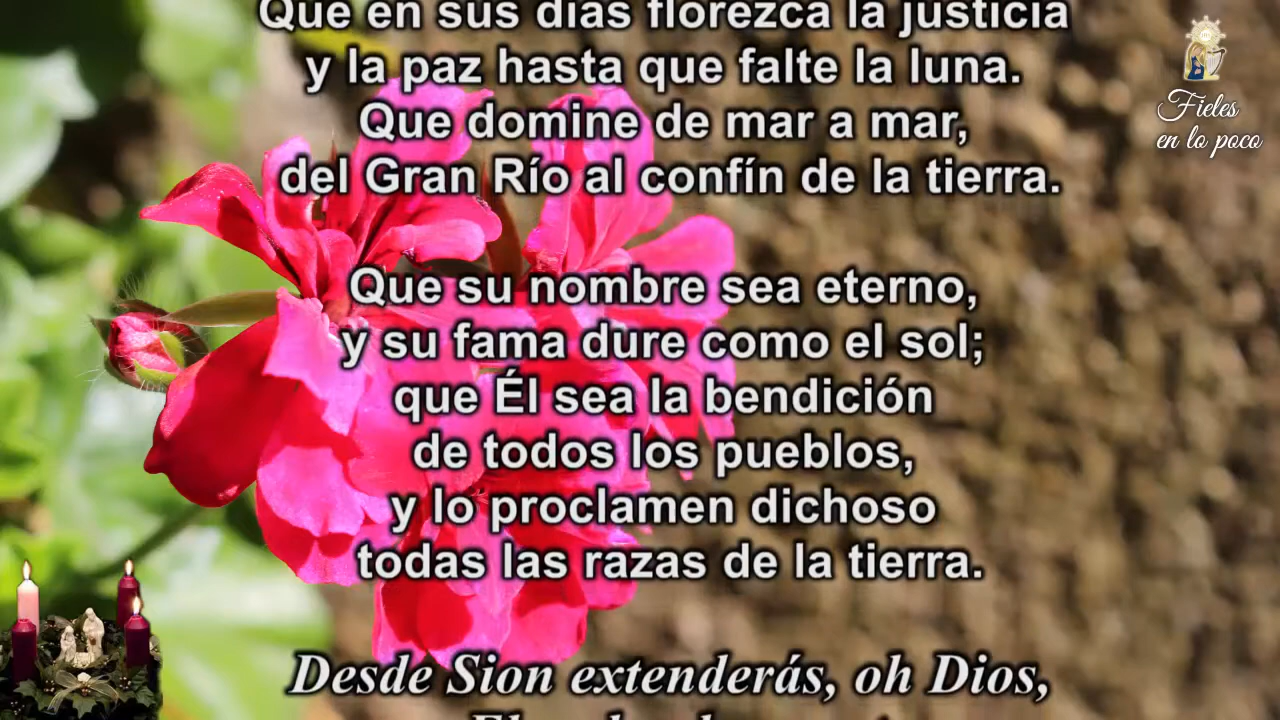 Que en sus días florezca la justicia
y la paz hasta que falte la luna.
Que domine de mar a mar,
del Gran Río al confín de la tierra.
Que su nombre sea eterno,
y su fama dure como el sol;
que Él sea la bendición
de todos los pueblos,
y lo proclamen dichoso
todas las razas de la tierra.
Desde Sion extenderás, oh Dios,
Fieles
en lo poco